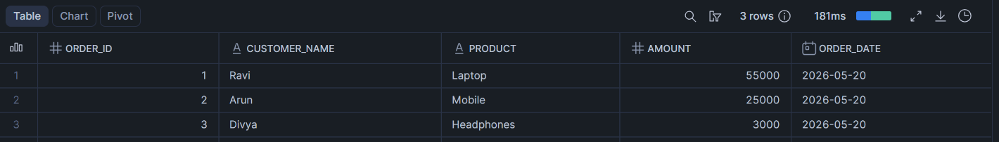 Table Chart Pivot 3 rows 181ms
ORDER_ID CUSTOMER_NAME PRODUCT AMOUNT ORDER_DATE
1 1 Ravi Laptop 55000 2026-05-20
2 2 Arun Mobile 25000 2026-05-20
3 3 Divya Headphones 3000 2026-05-20